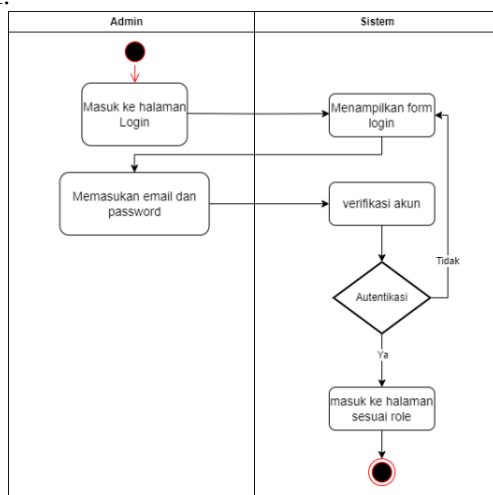 Admin
Sistem
Masuk ke halaman
Login
Menampilkan form
login
Memasukan email dan
password
verifikasi akun
Tidak
Autentikasi
Ya
masuk ke halaman
sesuai role